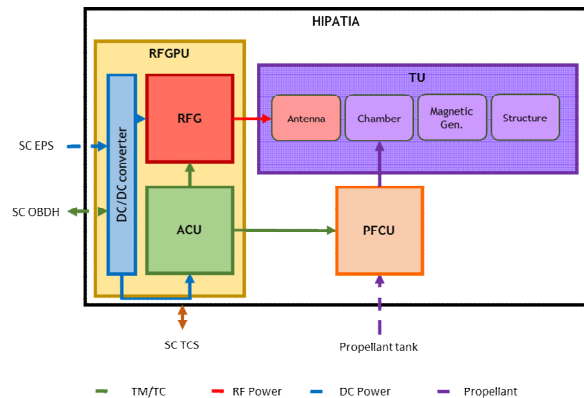 HIPATIA
RFGPU
TU
DC/DC converter
RFG
Antenna
Chamber
Magnetic
Gen.
Structure
SC EPS
SC OBDH
ACU
PFCU
SC TCS
Propellant tank
TM/TC
RF Power
DC Power
Propellant